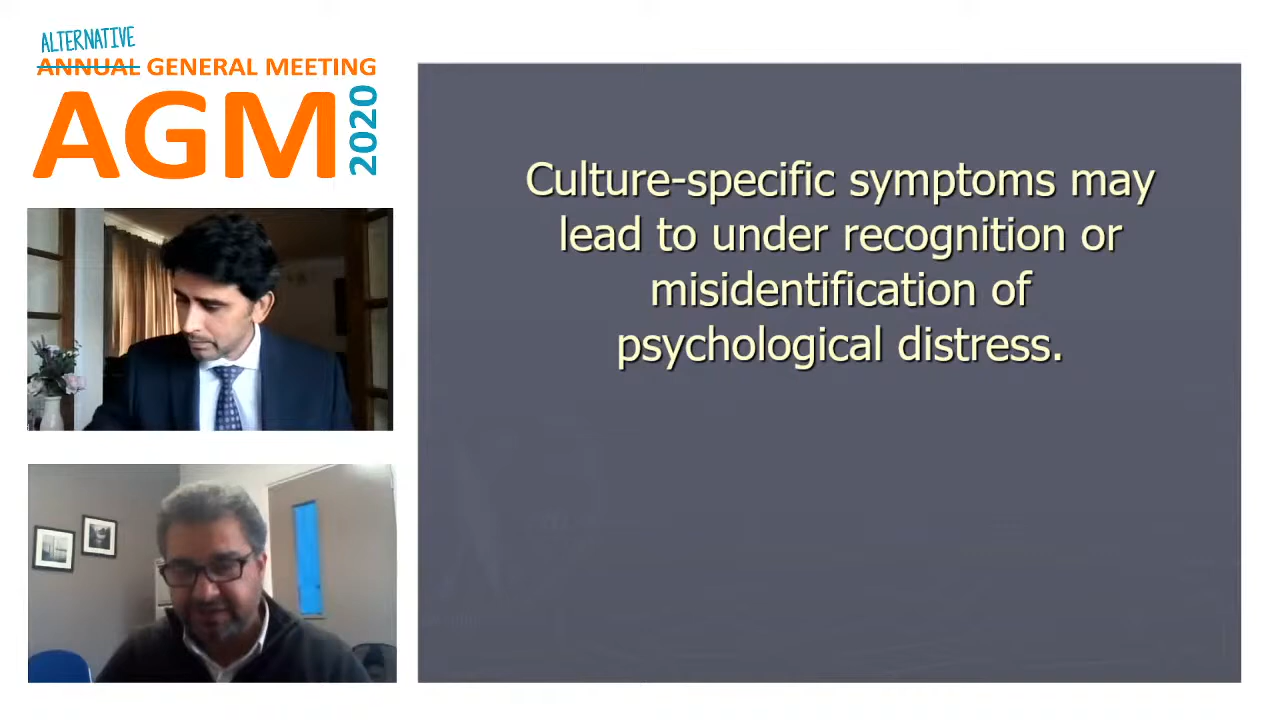 ALTERNATIVE
ANNUAL GENERAL MEETING
AGM 2020
Culture-specific symptoms may
lead to under recognition or
misidentification of
psychological distress.